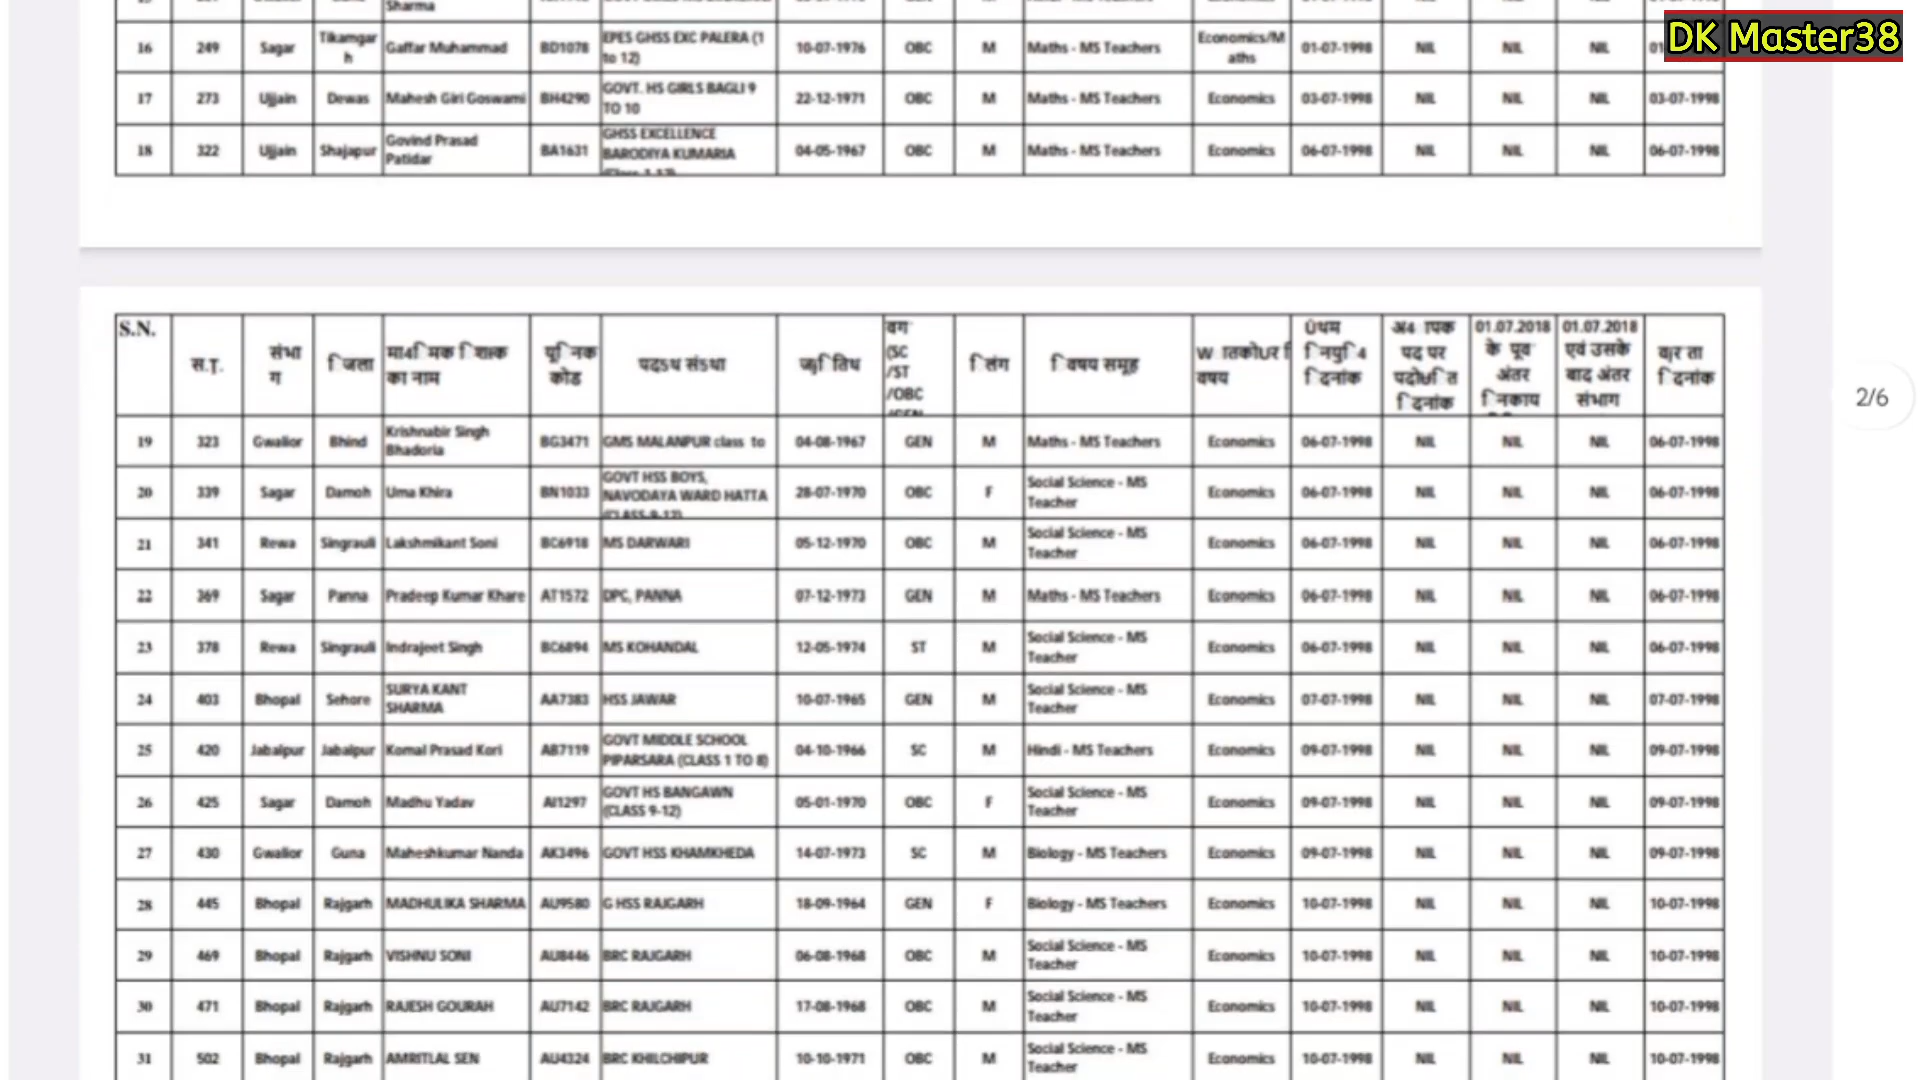 DK Master38
Sharma
16 249 Sagar Tikamgar h Gaffar Muhammad BD1078 EPES GHSS EXC PALERA (1 to 12) 10-07-1976 OBC M Maths - MS Teachers Economics/M aths 01-07-1998 NIL NIL NIL
17 273 Ujjain Dewas Mahesh Giri Goswami BH4290 GOVT. HS GIRLS BAGLI 9 TO 10 22-12-1971 OBC M Maths - MS Teachers Economics 03-07-1998 NIL NIL NIL 03-07-1998
18 322 Ujjain Shajapur Govind Prasad Patidar BA1631 GHSS EXCELLENCE BARODIYA KUMARIA 04-05-1967 OBC M Maths - MS Teachers Economics 06-07-1998 NIL NIL NIL 06-07-1998
2/6
S.N. संभा ग का नाम कोड वग (SC /ST /OBC दिनांक पद पर 01.07.2018 के पूव अंतर 01.07.2018 एवं उसके बाद अंतर संभाग
19 323 Gwalior Bhind Krishnabir Singh Bhadoria BG3471 GMS MALANPUR class to 04-08-1967 GEN M Maths - MS Teachers Economics 06-07-1998 NIL NIL NIL 06-07-1998
20 339 Sagar Damoh Uma Khira BN1033 GOVT HSS BOYS, NAVODAYA WARD HATTA (CLASS 9-12) 28-07-1970 OBC F Social Science - MS Teacher Economics 06-07-1998 NIL NIL NIL 06-07-1998
21 341 Rewa Singrauli Lakshmikant Soni BC6918 MS DARWARI 05-12-1970 OBC M Social Science - MS Teacher Economics 06-07-1998 NIL NIL NIL 06-07-1998
22 369 Sagar Panna Pradeep Kumar Khare AT1572 DPC, PANNA 07-12-1973 GEN M Maths - MS Teachers Economics 06-07-1998 NIL NIL NIL 06-07-1998
23 378 Rewa Singrauli Indrajeet Singh BC6894 MS KOHANDAL 12-05-1974 ST M Social Science - MS Teacher Economics 06-07-1998 NIL NIL NIL 06-07-1998
24 403 Bhopal Sehore SURYA KANT SHARMA AA7383 HSS JAWAR 10-07-1965 GEN M Social Science - MS Teacher Economics 07-07-1998 NIL NIL NIL 07-07-1998
25 420 Jabalpur Jabalpur Komal Prasad Kori AB7119 GOVT MIDDLE SCHOOL PIPARSARA (CLASS 1 TO 8) 04-10-1966 SC M Hindi - MS Teachers Economics 09-07-1998 NIL NIL NIL 09-07-1998
26 425 Sagar Damoh Madhu Yadav AI1297 GOVT HS BANGAWN (CLASS 9-12) 05-01-1970 OBC F Social Science - MS Teacher Economics 09-07-1998 NIL NIL NIL 09-07-1998
27 430 Gwalior Guna Maheshkumar Nanda AK3496 GOVT HSS KHAMKHEDA 14-07-1973 SC M Biology - MS Teachers Economics 09-07-1998 NIL NIL NIL 09-07-1998
28 445 Bhopal Rajgarh MADHULIKA SHARMA AU9580 G HSS RAJGARH 18-09-1964 GEN F Biology - MS Teachers Economics 10-07-1998 NIL NIL NIL 10-07-1998
29 469 Bhopal Rajgarh VISHNU SONI AU8446 BRC RAJGARH 06-08-1968 OBC M Social Science - MS Teacher Economics 10-07-1998 NIL NIL NIL 10-07-1998
30 471 Bhopal Rajgarh RAJESH GOURAH AU7142 BRC RAJGARH 17-08-1968 OBC M Social Science - MS Teacher Economics 10-07-1998 NIL NIL NIL 10-07-1998
31 502 Bhopal Rajgarh AMRITLAL SEN AU4324 BRC KHILCHIPUR 10-10-1971 OBC M Social Science - MS Teacher Economics 10-07-1998 NIL NIL NIL 10-07-1998